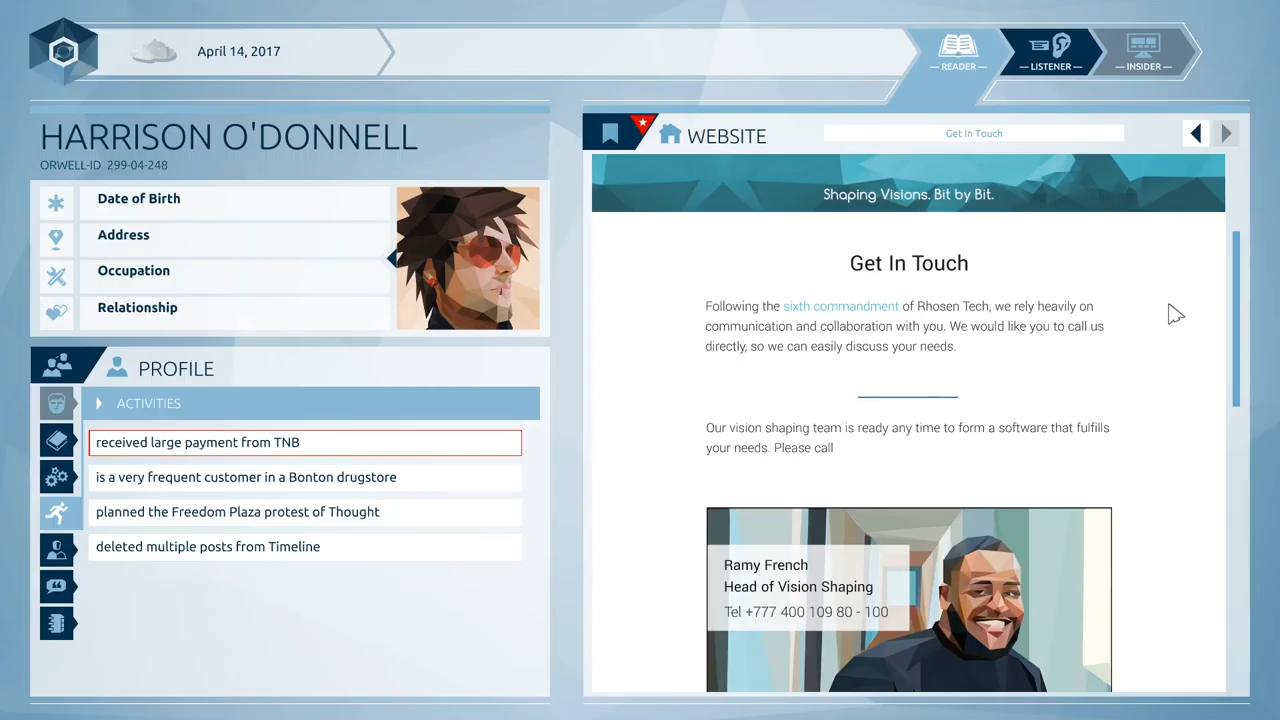 April 14, 2017
— READER —
— LISTENER —
— INSIDER —
HARRISON O'DONNELL
ORWELL-ID 299-04-248
Date of Birth
Address
Occupation
Relationship
PROFILE
ACTIVITIES
received large payment from TNB
is a very frequent customer in a Bonton drugstore
planned the Freedom Plaza protest of Thought
deleted multiple posts from Timeline
WEBSITE
Get In Touch
Shaping Visions. Bit by Bit.
Get In Touch
Following the sixth commandment of Rhosen Tech, we rely heavily on
communication and collaboration with you. We would like you to call us
directly, so we can easily discuss your needs.
Our vision shaping team is ready any time to form a software that fulfills
your needs. Please call
Ramy French
Head of Vision Shaping
Tel +777 400 109 80 - 100